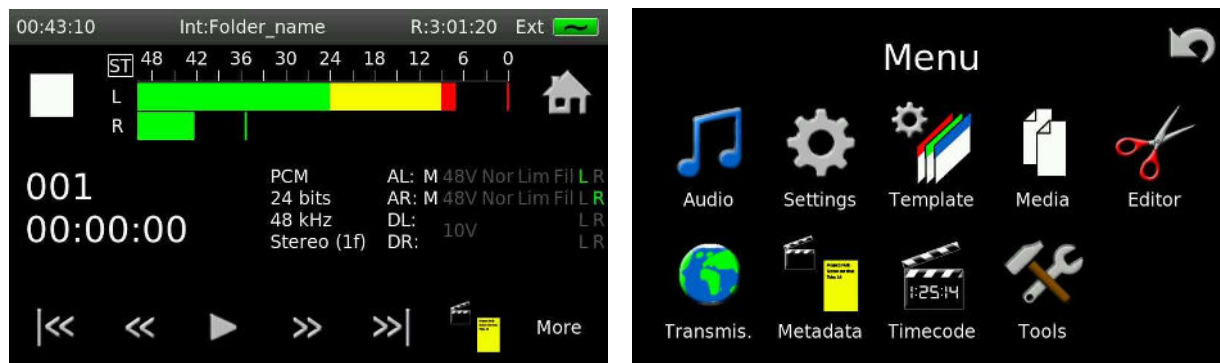 00:43:10 Int:Folder_name R:3:01:20 Ext
ST 48 42 36 30 24 18 12 6 0
L
R
001
00:00:00
PCM AL: M 48V Nor Lim Fil L R
24 bits AR: M 48V Nor Lim Fil L R
48 kHz DL: L R
10V
Stereo (1f) DR: L R
More
Menu
Audio Settings Template Media Editor
1:25:14
Transmis. Metadata Timecode Tools